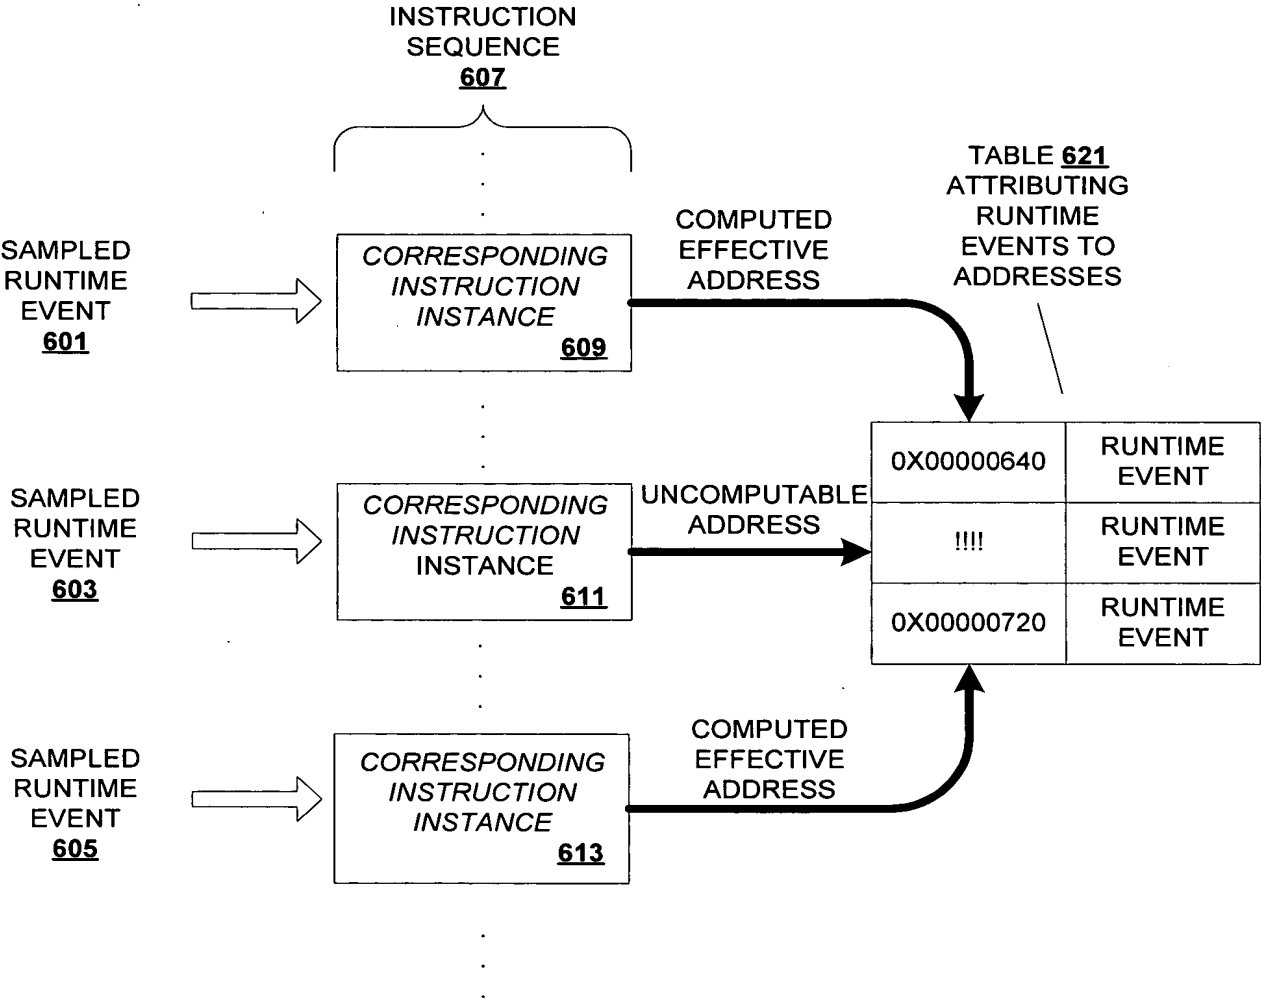 INSTRUCTION
SEQUENCE
607
TABLE 621
ATTRIBUTING
RUNTIME
EVENTS TO
ADDRESSES
SAMPLED
RUNTIME
EVENT
601
CORRESPONDING
INSTRUCTION
INSTANCE
609
COMPUTED
EFFECTIVE
ADDRESS
SAMPLED
RUNTIME
EVENT
603
CORRESPONDING
INSTRUCTION
INSTANCE
611
UNCOMPUTABLE
ADDRESS
0X00000640
RUNTIME
EVENT
!!!!
RUNTIME
EVENT
0X00000720
RUNTIME
EVENT
SAMPLED
RUNTIME
EVENT
605
CORRESPONDING
INSTRUCTION
INSTANCE
613
COMPUTED
EFFECTIVE
ADDRESS